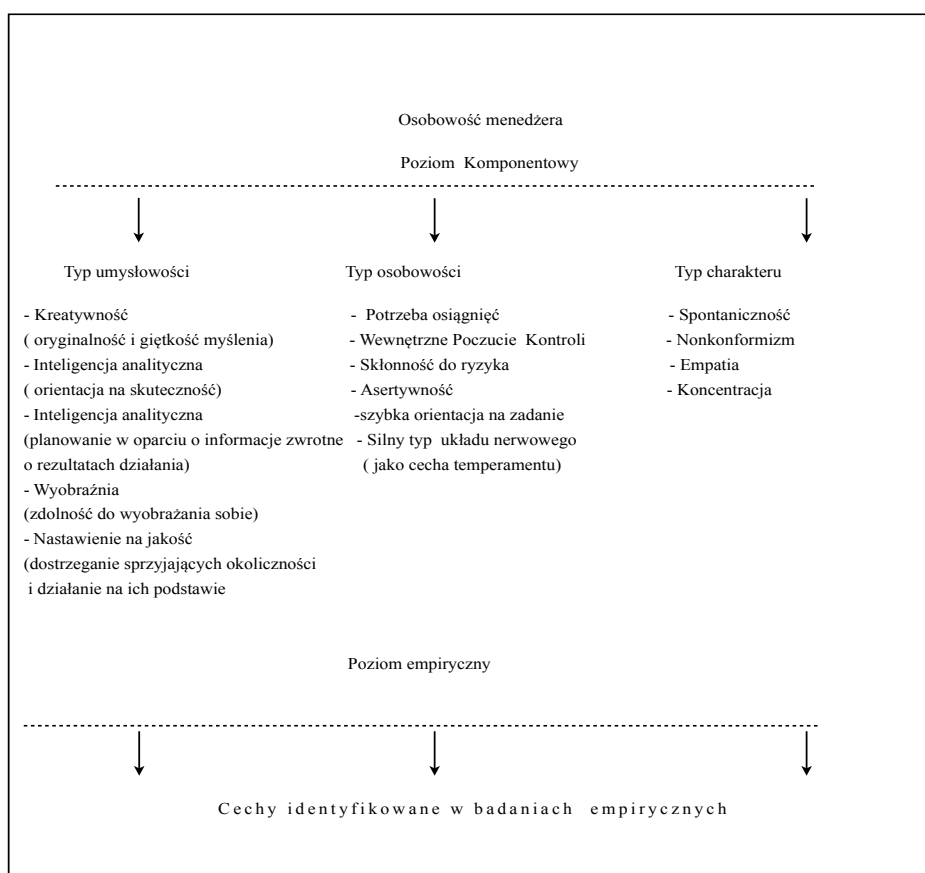 Osobowość menedżera
Poziom Komponentowy
Typ umysłowości
- Kreatywność
( oryginalność i giętkość myślenia)
- Inteligencja analityczna
( orientacja na skuteczność)
- Inteligencja analityczna
(planowanie w oparciu o informacje zwrotne
o rezultatach działania)
- Wyobraźnia
(zdolność do wyobrażania sobie)
- Nastawienie na jakość
(dostrzeganie sprzyjających okoliczności
i działanie na ich podstawie
Typ osobowości
- Potrzeba osiągnięć
- Wewnętrzne Poczucie Kontroli
- Skłonność do ryzyka
- Asertywność
-szybka orientacja na zadanie
- Silny typ układu nerwowego
( jako cecha temperamentu)
Typ charakteru
- Spontaniczność
- Nonkonformizm
- Empatia
- Koncentracja
Poziom empiryczny
Cechy identyfikowane w badaniach empirycznych